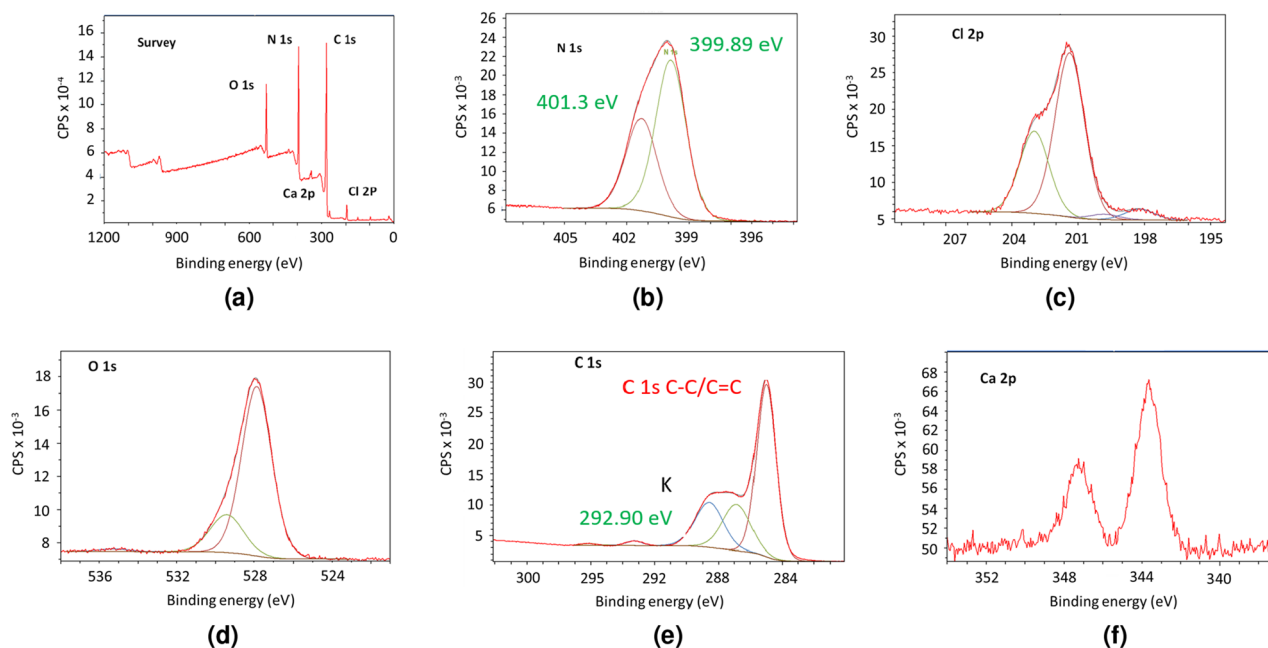 Survey
N 1s
C 1s
O 1s
Ca 2p
Cl 2P
CPS x 10-4
16
14
12
10
8
6
4
2
1200
900
600
300
0
Binding energy (eV)
(a)
N 1s
399.89 eV
N 1s
401.3 eV
CPS x 10-3
26
24
22
20
18
16
14
12
10
8
6
405
402
399
396
Binding energy (eV)
(b)
Cl 2p
CPS x 10-3
30
25
20
15
10
5
207
204
201
198
195
Binding energy (eV)
(c)
O 1s
CPS x 10-3
18
16
14
12
10
8
536
532
528
524
Binding energy (eV)
(d)
C 1s
C 1s C-C/C=C
K
292.90 eV
CPS x 10-3
30
25
20
15
10
5
300
295
292
288
284
Binding energy (eV)
(e)
Ca 2p
CPS x 10-3
68
66
64
62
60
58
56
54
52
50
352
348
344
340
Binding energy (eV)
(f)